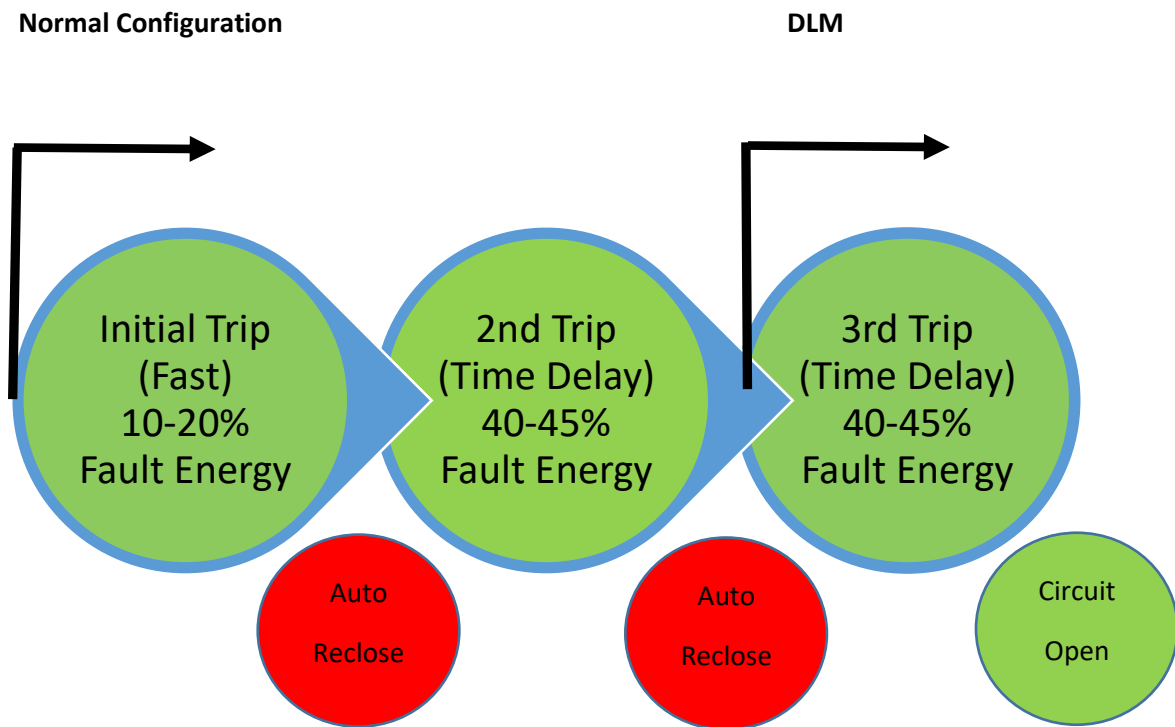 Normal Configuration
DLM
Initial Trip
(Fast)
10-20%
Fault Energy
2nd Trip
(Time Delay)
40-45%
Fault Energy
3rd Trip
(Time Delay)
40-45%
Fault Energy
Auto
Reclose
Auto
Reclose
Circuit
Open